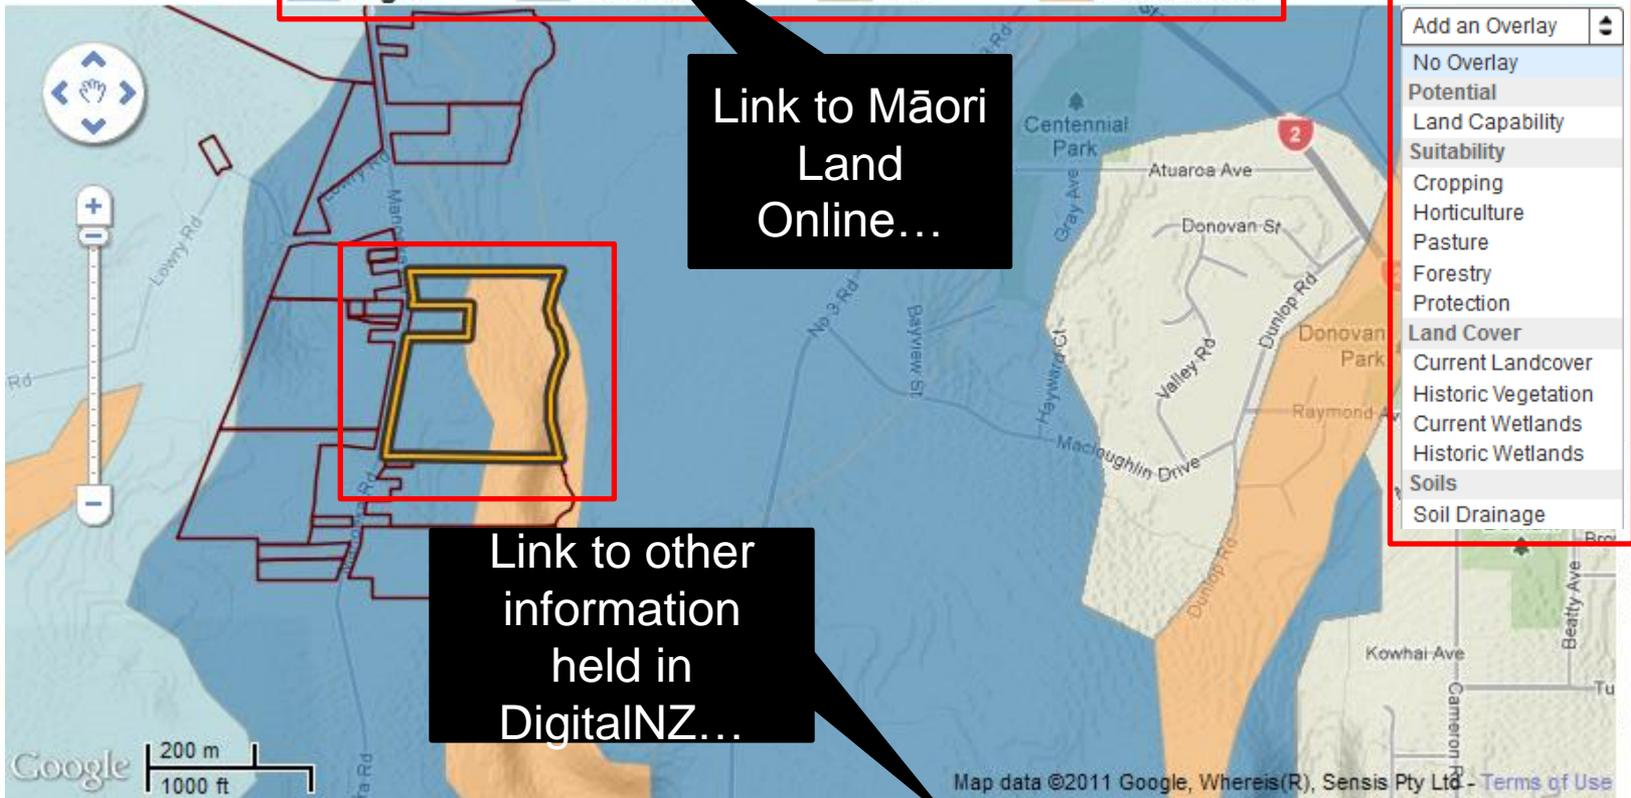 Link to Māori
Land
Online…
Add an Overlay
No Overlay
Potential
Land Capability
Suitability
Cropping
Horticulture
Pasture
Forestry
Protection
Land Cover
Current Landcover
Historic Vegetation
Current Wetlands
Historic Wetlands
Soils
Soil Drainage
Centennial
Park
2
Atuaroa Ave
Gray Ave
Donovan St
Lowry Rd
Lowry Rd
No 3 Rd
Bayview St
Hayward Ct
Valley Rd
Dunlop Rd
Donovan
Park
Rd
Raymond
Macloughlin Drive
Dunlop Rd
Link to other
information
held in
DigitalNZ…
Beatty Ave
Kowhai Ave
Cameron
Google
200 m
1000 ft
Map data ©2011 Google, Whereis(R), Sensis Pty Ltd - Terms of Use